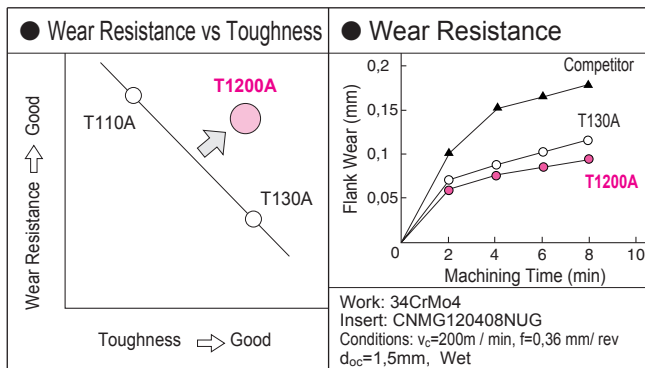 ● Wear Resistance vs Toughness
Wear Resistance ⇨ Good
T110A
T1200A
T130A
Toughness ⇨ Good
● Wear Resistance
Flank Wear (mm)
0,2
0,15
0,1
0,05
0
2
4
6
8
10
Machining Time (min)
Competitor
T130A
T1200A
Work: 34CrMo4
Insert: CNMG120408NUG
Conditions: vc=200m / min, f=0,36 mm/ rev
doc=1,5mm, Wet